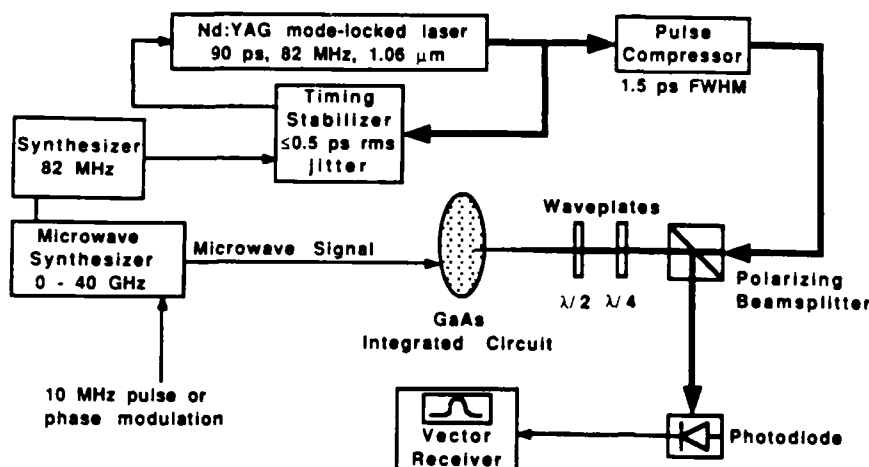 Nd:YAG mode-locked laser
90 ps, 82 MHz, 1.06 µm
Pulse
Compressor
1.5 ps FWHM
Timing
Stabilizer
≤0.5 ps rms
jitter
Synthesizer
82 MHz
Microwave
Synthesizer
0 - 40 GHz
Microwave Signal
Waveplates
λ/2 λ/4
Polarizing
Beamsplitter
GaAs
Integrated Circuit
10 MHz pulse or
phase modulation
Vector
Receiver
Photodiode